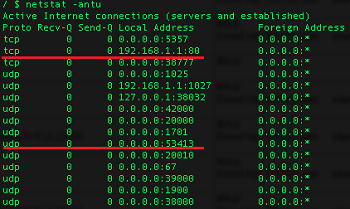 / $ netstat -antu
Active Internet connections (servers and established)
Proto Recv-Q Send-Q Local Address Foreign Address
tcp 0 0 0.0.0.0:5357 0.0.0.0:*
tcp 0 0 192.168.1.1:80 0.0.0.0:*
tcp 0 0 0.0.0.0:38777 0.0.0.0:*
udp 0 0 0.0.0.0:1025 0.0.0.0:*
udp 0 0 192.168.1.1:1027 0.0.0.0:*
udp 0 0 127.0.0.1:38032 0.0.0.0:*
udp 0 0 0.0.0.0:42000 0.0.0.0:*
udp 0 0 0.0.0.0:20000 0.0.0.0:*
udp 0 0 0.0.0.0:1701 0.0.0.0:*
udp 0 0 0.0.0.0:53413 0.0.0.0:*
udp 0 0 0.0.0.0:20010 0.0.0.0:*
udp 0 0 0.0.0.0:67 0.0.0.0:*
udp 0 0 0.0.0.0:39000 0.0.0.0:*
udp 0 0 0.0.0.0:1900 0.0.0.0:*
udp 0 0 0.0.0.0:38000 0.0.0.0:*